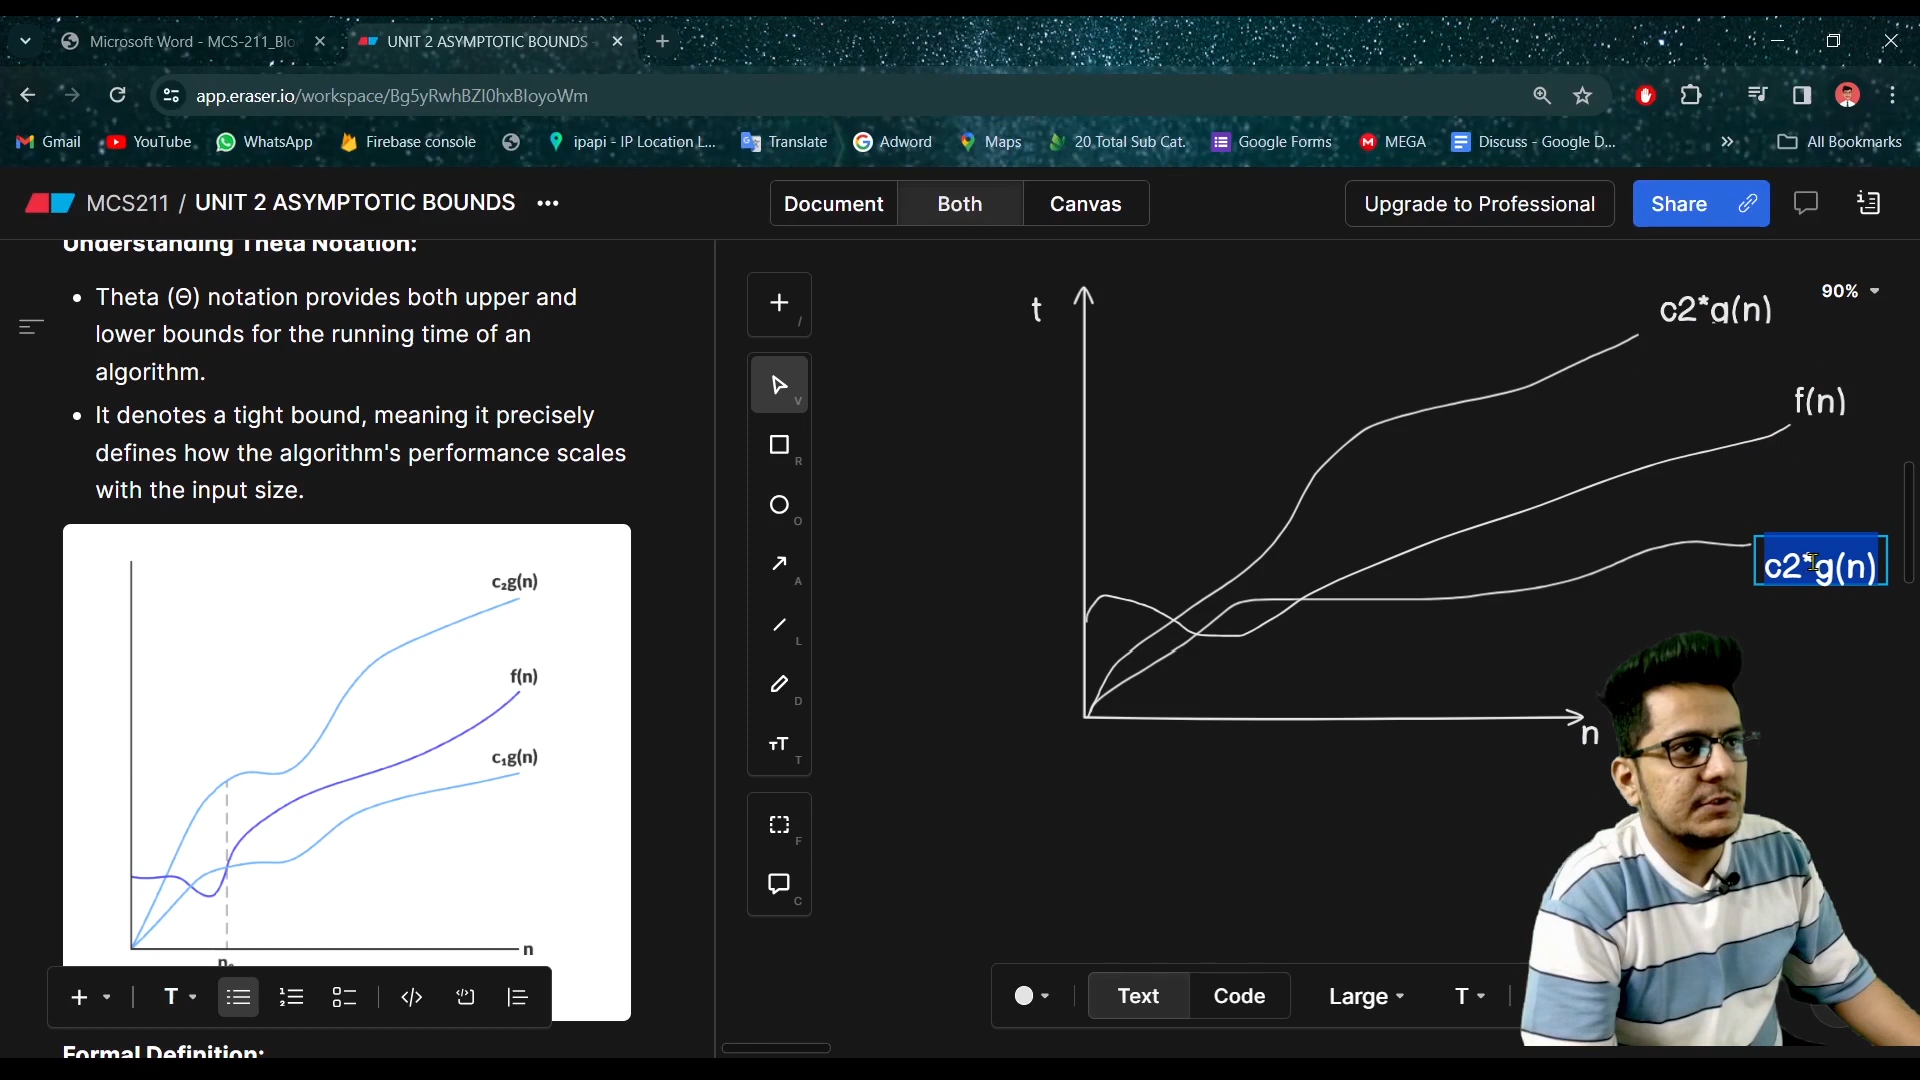 Microsoft Word - MCS-211_Blo
UNIT 2 ASYMPTOTIC BOUNDS
app.eraser.io/workspace/Bg5yRwhBZI0hxBIoyoWm
Gmail
YouTube
WhatsApp
Firebase console
ipapi - IP Location L...
Translate
Adword
Maps
20 Total Sub Cat.
Google Forms
MEGA
Discuss - Google D...
All Bookmarks
MCS211 / UNIT 2 ASYMPTOTIC BOUNDS
Document
Both
Canvas
Upgrade to Professional
Share
Understanding Theta Notation:
• Theta (Θ) notation provides both upper and
lower bounds for the running time of an
algorithm.
• It denotes a tight bound, meaning it precisely
defines how the algorithm's performance scales
with the input size.
c₂g(n)
f(n)
c₁g(n)
n
T
Formal Definition:
/
V
R
O
A
L
D
T
F
C
90%
t
c2*g(n)
f(n)
c2*g(n)
n
Text
Code
Large
T